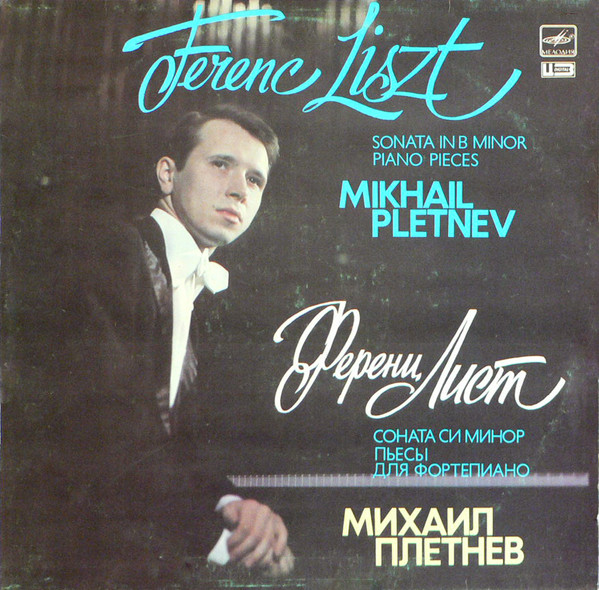 Ferenc Liszt
МЕЛОДИЯ
DIGITAL
SONATA IN B MINOR
PIANO PIECES
MIKHAIL
PLETNEV
Ференц Лист
СОНАТА СИ МИНОР
ПЬЕСЫ
ДЛЯ ФОРТЕПИАНО
МИХАИЛ
ПЛЕТНЕВ